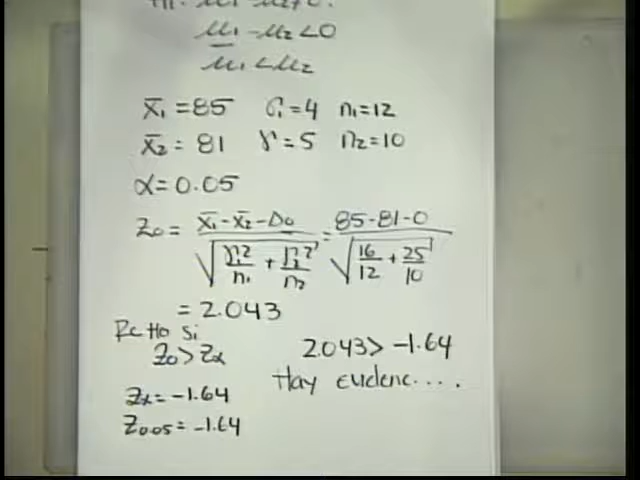 μ₁ - μ₂ < 0
μ₁ < μ₂
x̄₁ = 85 σ₁ = 4 n₁ = 12
x̄₂ = 81 σ = 5 n₂ = 10
α = 0.05
Z₀ = (x̄₁ - x̄₂ - Δ₀) / √(σ₁²/n₁ + σ₂²/n₂) = (85 - 81 - 0) / √(16/12 + 25/10)
= 2.043
Rc Ho si
Z₀ > Zα 2.043 > -1.64
Hay evidenc....
Zα = -1.64
Z0.05 = -1.64